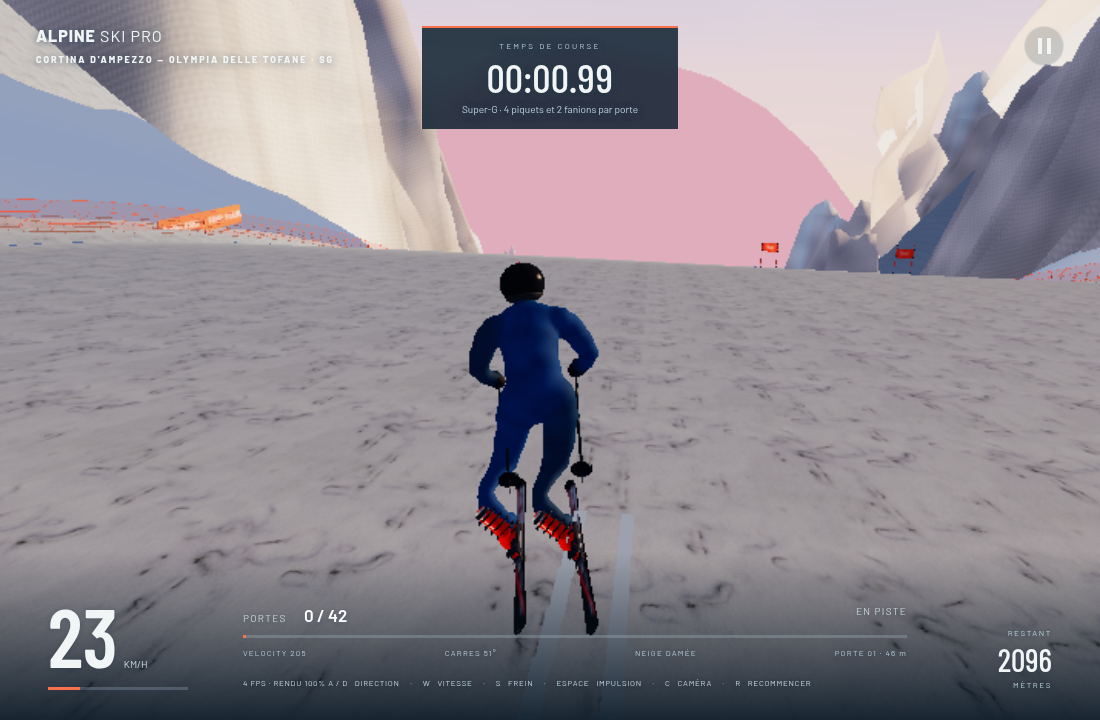 ALPINE SKI PRO
CORTINA D'AMPEZZO — OLYMPIA DELLE TOFANE · SG
TEMPS DE COURSE
00:00.99
Super-G · 4 piquets et 2 fanions par porte
23 KM/H
PORTES 0 / 42
EN PISTE
VELOCITY 205 CARRES 51° NEIGE DAMÉE PORTE 01 · 46 m
4 FPS · RENDU 100% A / D DIRECTION · W VITESSE · S FREIN · ESPACE IMPULSION · C CAMÉRA · R RECOMMENCER
RESTANT
2096
MÈTRES